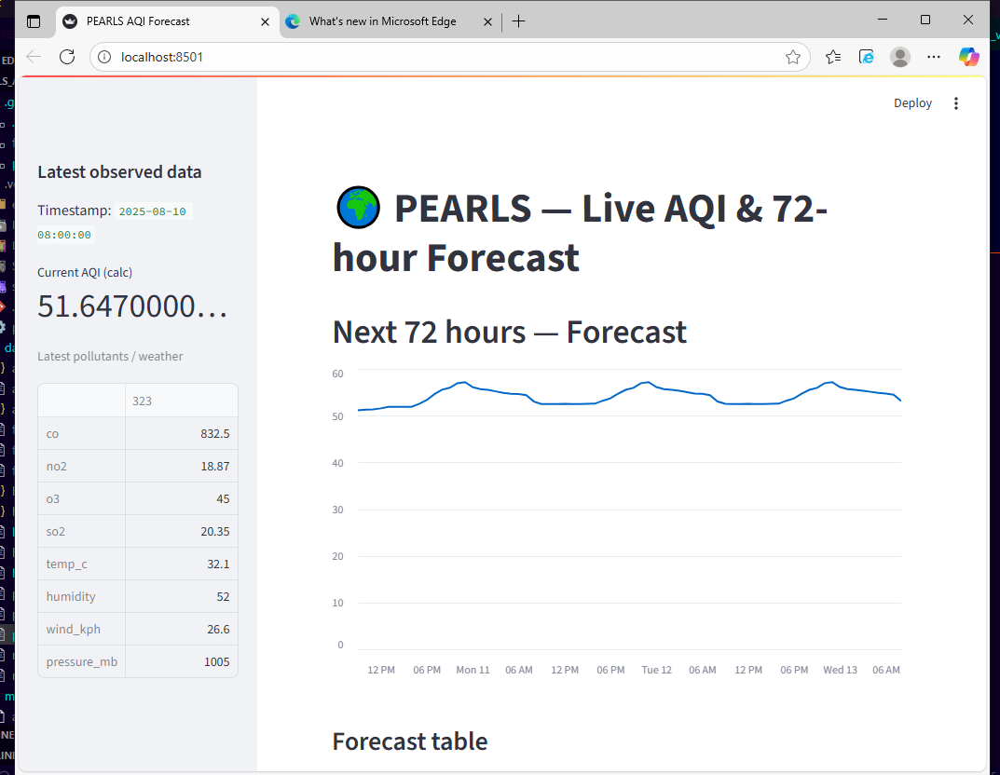 PEARLS AQI Forecast
What's new in Microsoft Edge
localhost:8501
Deploy
Latest observed data
Timestamp: 2025-08-10
08:00:00
Current AQI (calc)
51.6470000...
Latest pollutants / weather
323
co 832.5
no2 18.87
o3 45
so2 20.35
temp_c 32.1
humidity 52
wind_kph 26.6
pressure_mb 1005
PEARLS — Live AQI & 72-
hour Forecast
Next 72 hours — Forecast
60
50
40
30
20
10
0
12 PM 06 PM Mon 11 06 AM 12 PM 06 PM Tue 12 06 AM 12 PM 06 PM Wed 13 06 AM
Forecast table